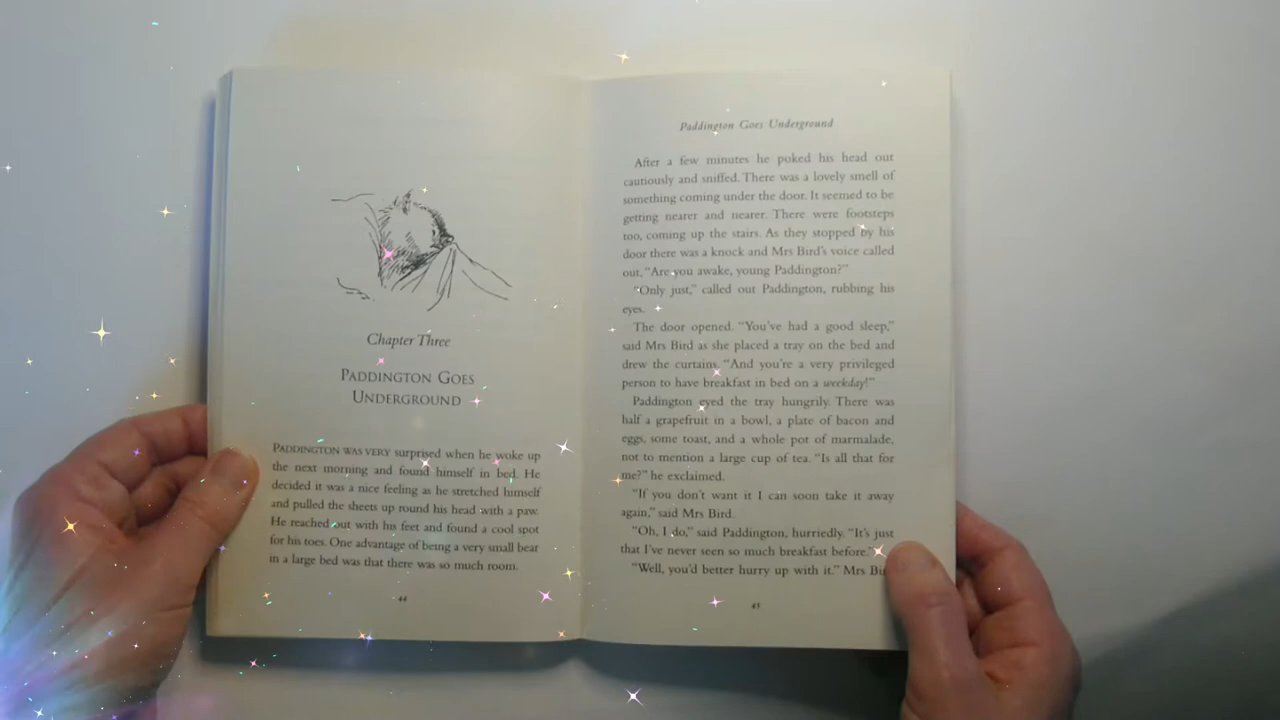 Chapter Three
PADDINGTON GOES
UNDERGROUND
PADDINGTON WAS VERY surprised when he woke up
the next morning and found himself in bed. He
decided it was a nice feeling as he stretched himself
and pulled the sheets up round his head with a paw.
He reached out with his feet and found a cool spot
for his toes. One advantage of being a very small bear
in a large bed was that there was so much room.
44
Paddington Goes Underground
After a few minutes he poked his head out
cautiously and sniffed. There was a lovely smell of
something coming under the door. It seemed to be
getting nearer and nearer. There were footsteps
too, coming up the stairs. As they stopped by his
door there was a knock and Mrs Bird's voice called
out, "Are you awake, young Paddington?"
"Only just," called out Paddington, rubbing his
eyes.
The door opened. "You've had a good sleep,"
said Mrs Bird as she placed a tray on the bed and
drew the curtains. "And you're a very privileged
person to have breakfast in bed on a weekday!"
Paddington eyed the tray hungrily. There was
half a grapefruit in a bowl, a plate of bacon and
eggs, some toast, and a whole pot of marmalade,
not to mention a large cup of tea. "Is all that for
me?" he exclaimed.
"If you don't want it I can soon take it away
again," said Mrs Bird.
"Oh, I do," said Paddington, hurriedly. "It's just
that I've never seen so much breakfast before."
"Well, you'd better hurry up with it." Mrs
45